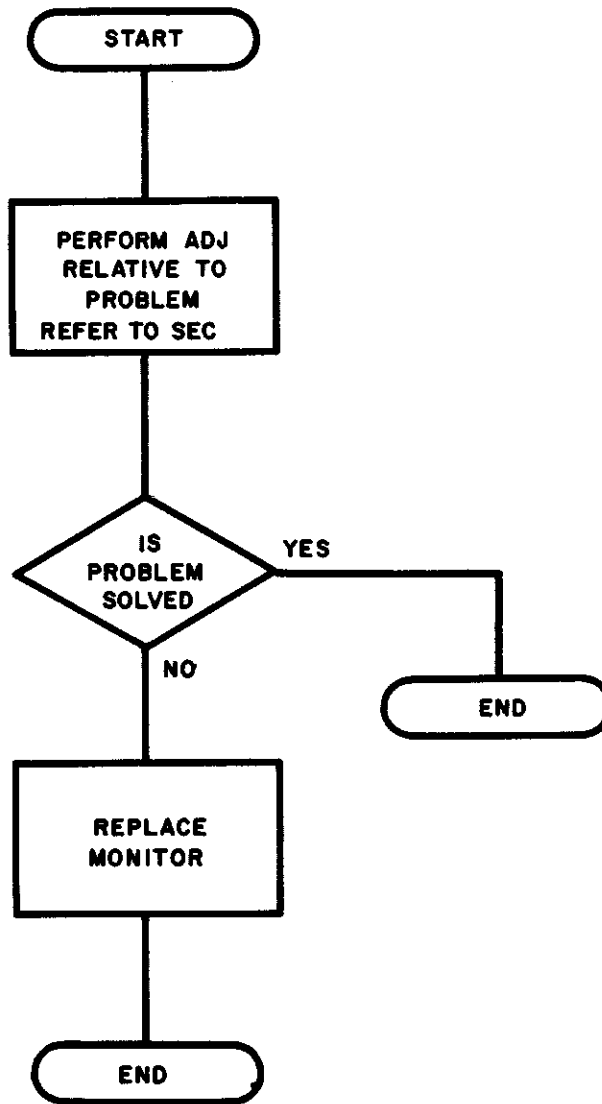 START
PERFORM ADJ
RELATIVE TO
PROBLEM
REFER TO SEC
IS
PROBLEM
SOLVED
YES
NO
END
REPLACE
MONITOR
END